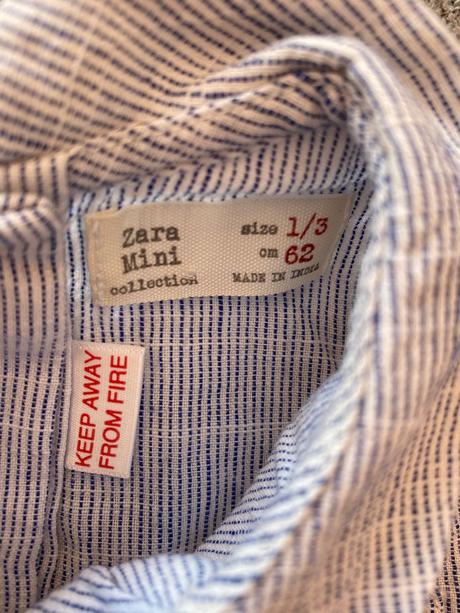 Zara
Mini
collection
size 1/3
cm 62
MADE IN INDIA
KEEP AWAY
FROM FIRE